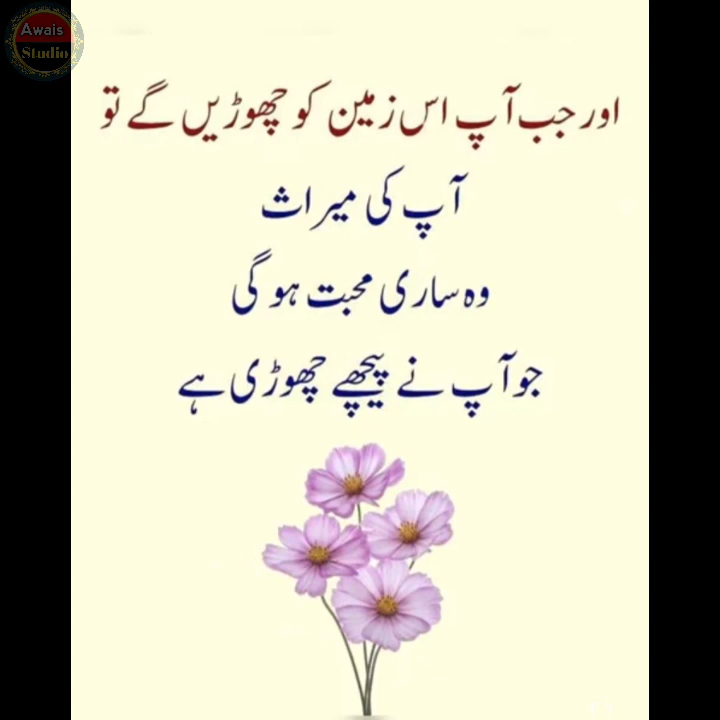 Awais
Studio
اور جب آپ اس زمین کو چھوڑیں گے تو
آپ کی میراث
وہ ساری محبت ہو گی
جو آپ نے پیچھے چھوڑی ہے